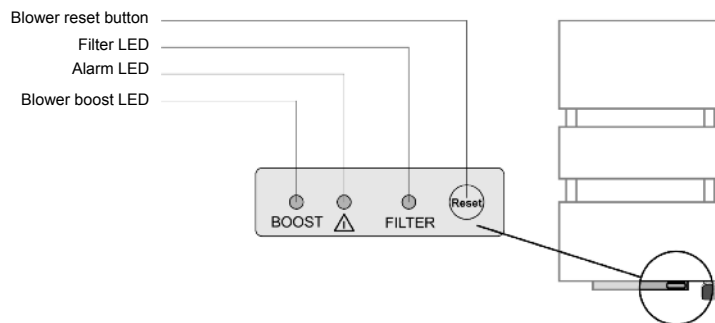 Blower reset button
Filter LED
Alarm LED
Blower boost LED
BOOST
FILTER
Reset